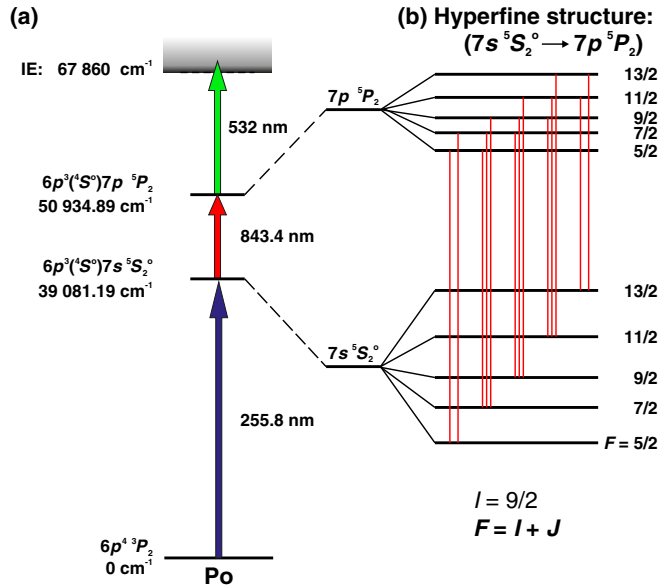 (a)
IE: 67 860 cm⁻¹
532 nm
6p³(⁴S°)7p ⁵P₂
50 934.89 cm⁻¹
843.4 nm
6p³(⁴S°)7s ⁵S₂°
39 081.19 cm⁻¹
255.8 nm
6p⁴ ³P₂
0 cm⁻¹
Po
(b) Hyperfine structure:
(7s ⁵S₂° → 7p ⁵P₂)
7p ⁵P₂
13/2
11/2
9/2
7/2
5/2
7s ⁵S₂°
13/2
11/2
9/2
7/2
F = 5/2
I = 9/2
F = I + J